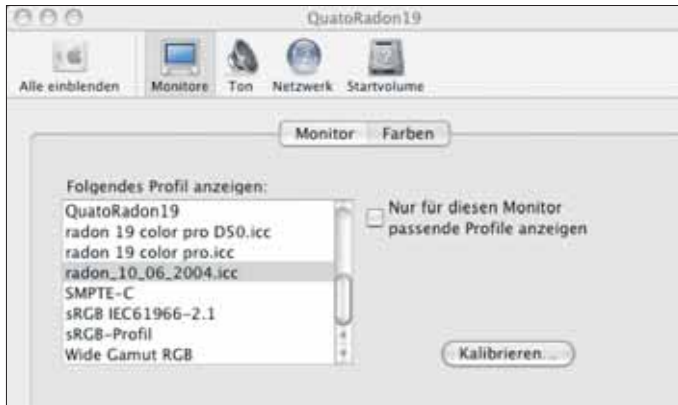 QuatoRadon19
Alle einblenden Monitore Ton Netzwerk Startvolume
Monitor Farben
Folgendes Profil anzeigen:
QuatoRadon19
radon 19 color pro D50.icc
radon 19 color pro.icc
radon_10_06_2004.icc
SMPTE-C
sRGB IEC61966-2.1
sRGB-Profil
Wide Gamut RGB
Nur für diesen Monitor
passende Profile anzeigen
Kalibrieren...